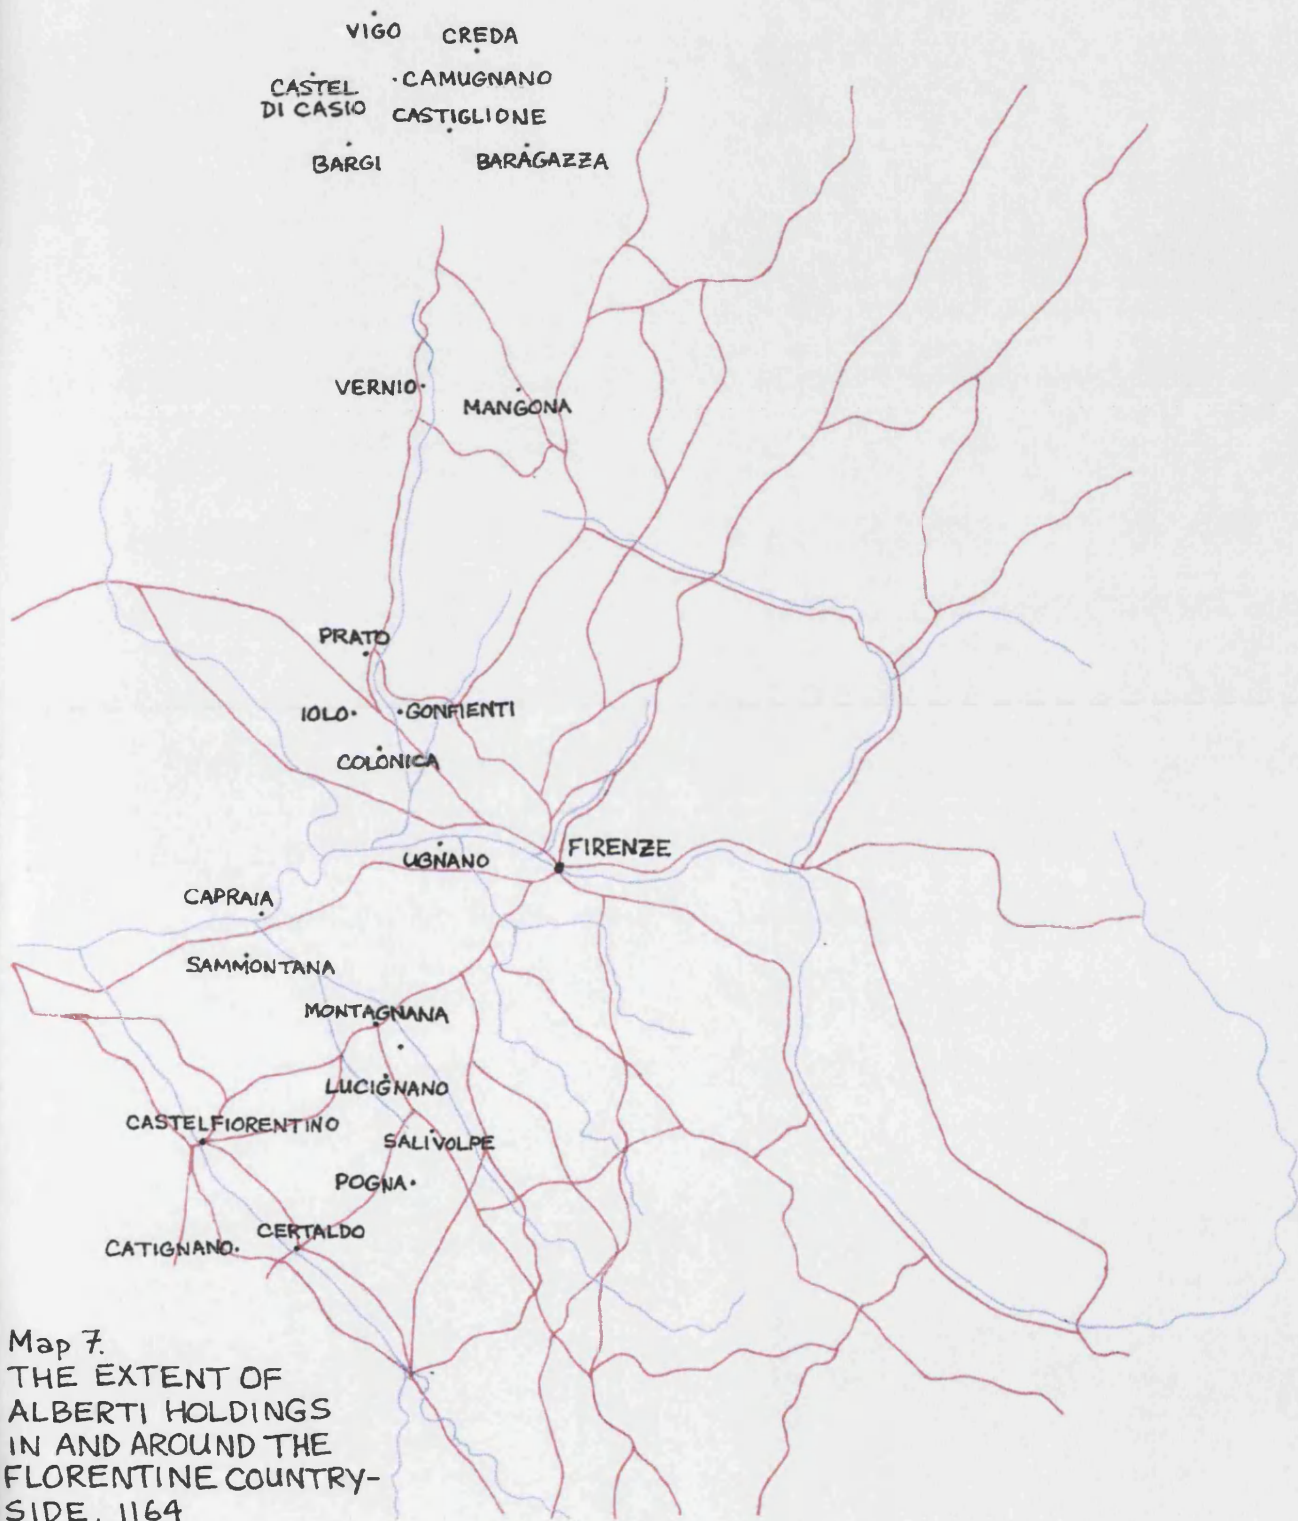 VIGO
CREDA
CASTEL
DI CASIO
CAMUGNANO
CASTIGLIONE
BARGI
BARAGAZZA
VERNIO
MANGONA
PRATO
IOLO
GONFIENTI
COLONICA
FIRENZE
UGNANO
CAPRAIA
SAMMONTANA
MONTAGNANA
LUCIGNANO
CASTELFIORENTINO
SALIVOLPE
POGNA
CERTALDO
CATIGNANO
Map 7.
THE EXTENT OF
ALBERTI HOLDINGS
IN AND AROUND THE
FLORENTINE COUNTRY-
SIDE, 1164